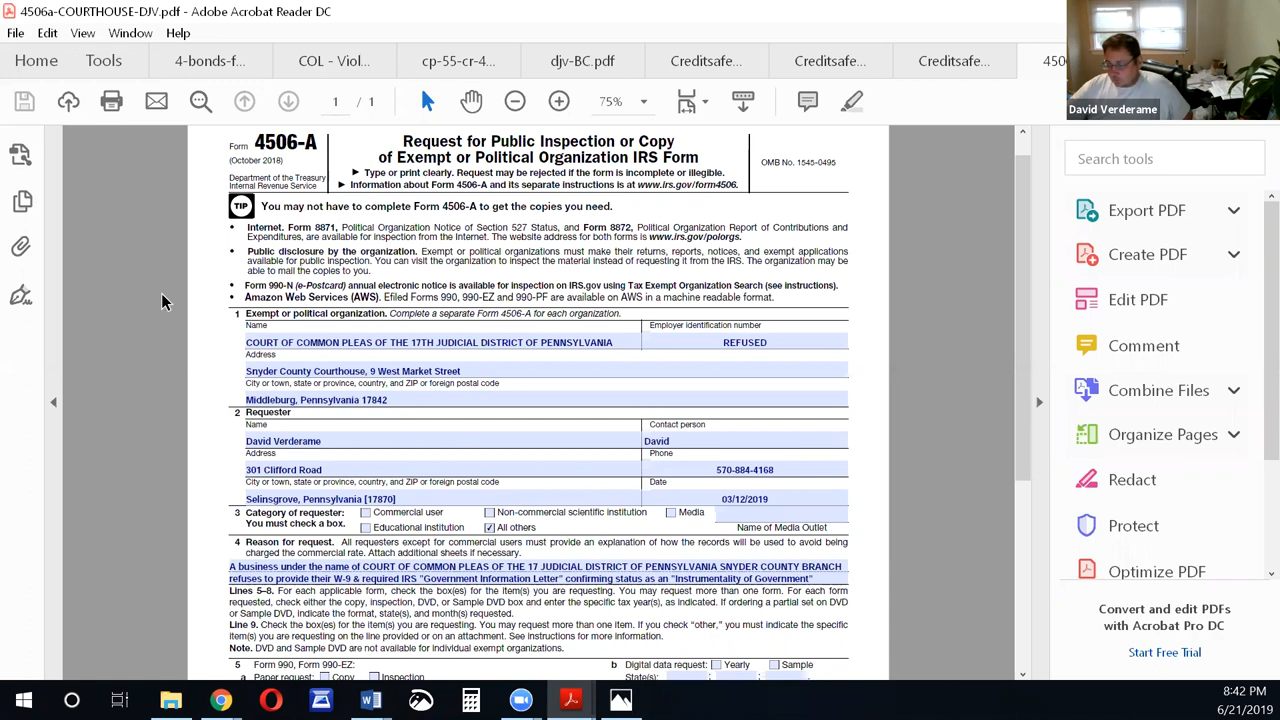 4506a-COURTHOUSE-DJV.pdf - Adobe Acrobat Reader DC
File Edit View Window Help
Home Tools 4-bonds-f... COL - Viol... cp-55-cr-4... djv-BC.pdf Creditsafe... Creditsafe... Creditsafe... 450
David Verderame
1 / 1 75%
Search tools
Export PDF
Create PDF
Edit PDF
Comment
Combine Files
Organize Pages
Redact
Protect
Optimize PDF
Convert and edit PDFs
with Acrobat Pro DC
Start Free Trial
Form 4506-A
(October 2018)
Department of the Treasury
Internal Revenue Service
Request for Public Inspection or Copy
of Exempt or Political Organization IRS Form
► Type or print clearly. Request may be rejected if the form is incomplete or illegible.
► Information about Form 4506-A and its separate instructions is at www.irs.gov/form4506.
OMB No. 1545-0495
TIP You may not have to complete Form 4506-A to get the copies you need.
• Internet. Form 8871, Political Organization Notice of Section 527 Status, and Form 8872, Political Organization Report of Contributions and
Expenditures, are available for inspection from the Internet. The website address for both forms is www.irs.gov/polorgs.
• Public disclosure by the organization. Exempt or political organizations must make their returns, reports, notices, and exempt applications
available for public inspection. You can visit the organization to inspect the material instead of requesting it from the IRS. The organization may be
able to mail the copies to you.
• Form 990-N (e-Postcard) annual electronic notice is available for inspection on IRS.gov using Tax Exempt Organization Search (see instructions).
• Amazon Web Services (AWS). Efiled Forms 990, 990-EZ and 990-PF are available on AWS in a machine readable format.
1 Exempt or political organization. Complete a separate Form 4506-A for each organization.
Name Employer identification number
COURT OF COMMON PLEAS OF THE 17TH JUDICIAL DISTRICT OF PENNSYLVANIA REFUSED
Address
Snyder County Courthouse, 9 West Market Street
City or town, state or province, country, and ZIP or foreign postal code
Middleburg, Pennsylvania 17842
2 Requester
Name Contact person
David Verderame David
Address Phone
301 Clifford Road 570-884-4168
City or town, state or province, country, and ZIP or foreign postal code Date
Selinsgrove, Pennsylvania [17870] 03/12/2019
3 Category of requester: Commercial user Non-commercial scientific institution Media
You must check a box. Educational institution ✓ All others Name of Media Outlet
4 Reason for request. All requesters except for commercial users must provide an explanation of how the records will be used to avoid being
charged the commercial rate. Attach additional sheets if necessary.
A business under the name of COURT OF COMMON PLEAS OF THE 17 JUDICIAL DISTRICT OF PENNSYLVANIA SNYDER COUNTY BRANCH
refuses to provide their W-9 & required IRS "Government Information Letter" confirming status as an "Instrumentality of Government"
Lines 5–8. For each applicable form, check the box(es) for the item(s) you are requesting. You may request more than one form. For each form
requested, check either the copy, inspection, DVD, or Sample DVD box and enter the specific tax year(s), as indicated. If ordering a partial set on DVD
or Sample DVD, indicate the format, state(s), and month(s) requested.
Line 9. Check the box(es) for the item(s) you are requesting. You may request more than one item. If you check "other," you must indicate the specific
item(s) you are requesting on the line provided or on an attachment. See instructions for more information.
Note. DVD and Sample DVD are not available for individual exempt organizations.
5 Form 990, Form 990-EZ: b Digital data request: Yearly Sample
a Paper request: Copy Inspection State(s): ; ; .
8:42 PM
6/21/2019